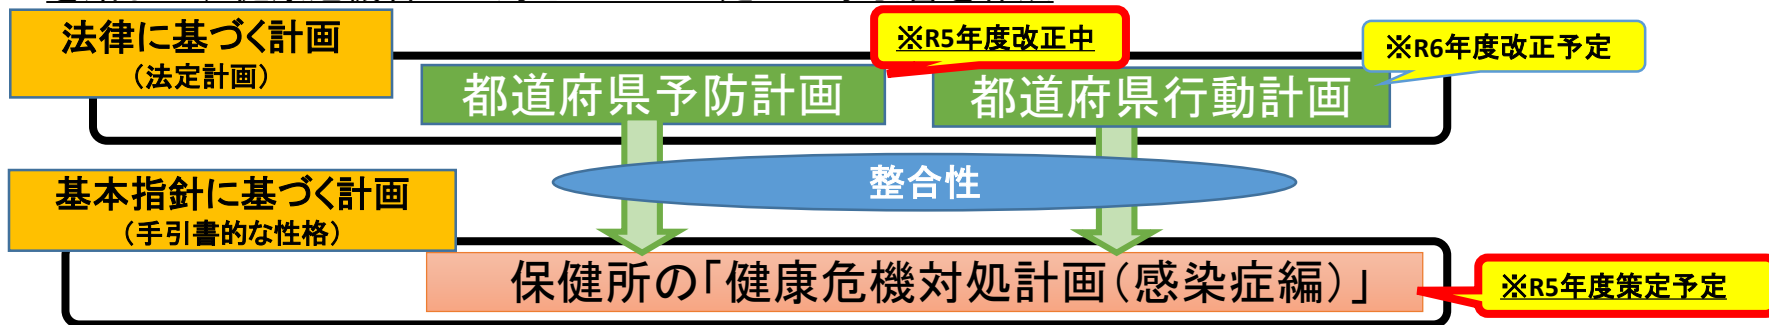 法律に基づく計画
(法定計画)
※R5年度改正中
※R6年度改正予定
都道府県予防計画
都道府県行動計画
整合性
基本指針に基づく計画
(手引書的な性格)
保健所の「健康危機対処計画(感染症編)」
※R5年度策定予定